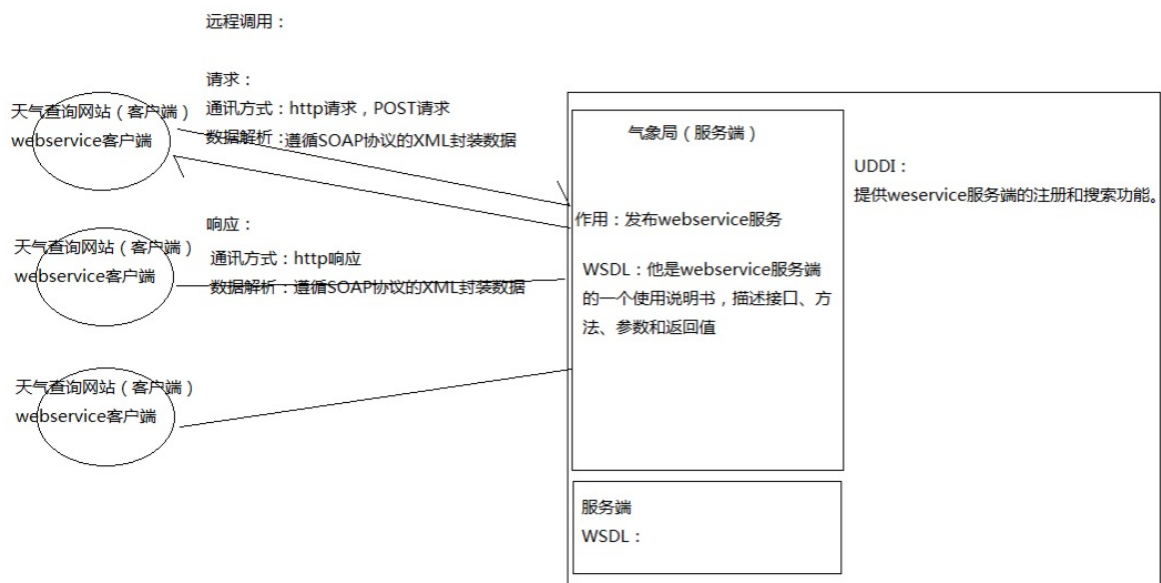 远程调用：
请求：
通讯方式：http请求，POST请求
数据解析：遵循SOAP协议的XML封装数据
天气查询网站（客户端）
webservice客户端
响应：
通讯方式：http响应
数据解析：遵循SOAP协议的XML封装数据
天气查询网站（客户端）
webservice客户端
天气查询网站（客户端）
webservice客户端
气象局（服务端）
作用：发布webservice服务
WSDL：他是webservice服务端
的一个使用说明书，描述接口、方
法、参数和返回值
服务端
WSDL：
UDDI：
提供weservice服务端的注册和搜索功能。